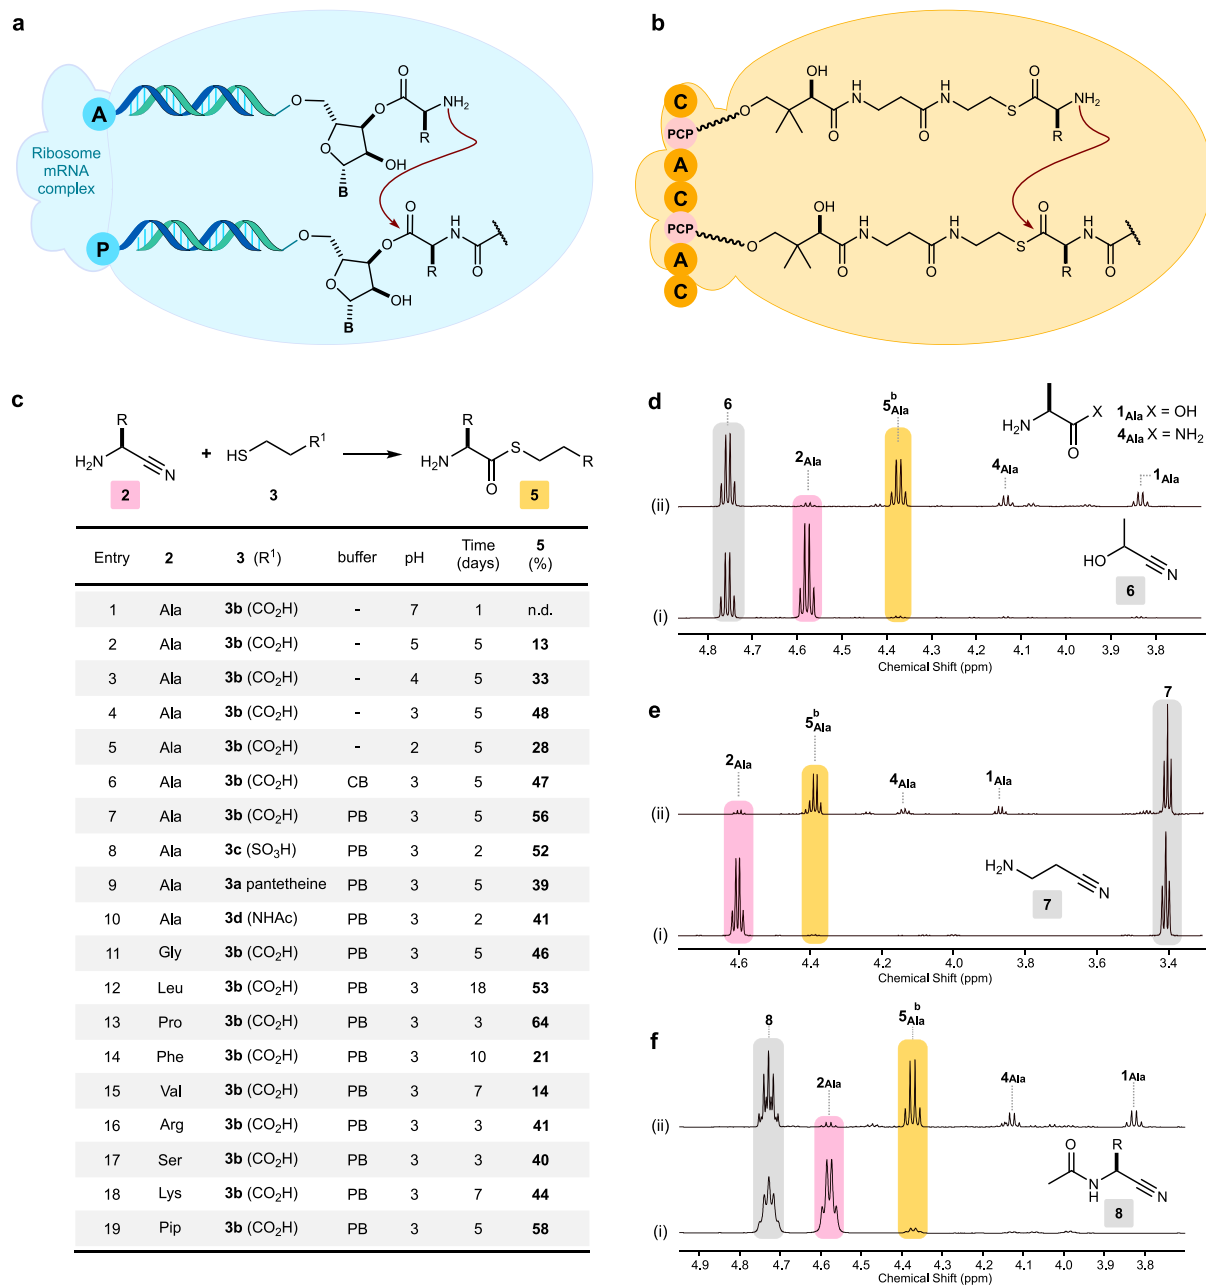 a
A
Ribosome
mRNA
complex
P
O
O
O
NH₂
R
O
OH
B
O
O
O
H
N
R
O
O
OH
B
b
C
PCP
A
C
PCP
A
C
O
OH
O
N
H
O
N
H
S
O
NH₂
R
O
OH
O
N
H
O
N
H
S
O
R
H
N
O
c
R
H₂N
N
2
+
HS
R¹
3
R
H₂N
O
S
R
5
Entry 2 3 (R¹) buffer pH Time (days) 5 (%)
1 Ala 3b (CO₂H) - 7 1 n.d.
2 Ala 3b (CO₂H) - 5 5 13
3 Ala 3b (CO₂H) - 4 5 33
4 Ala 3b (CO₂H) - 3 5 48
5 Ala 3b (CO₂H) - 2 5 28
6 Ala 3b (CO₂H) CB 3 5 47
7 Ala 3b (CO₂H) PB 3 5 56
8 Ala 3c (SO₃H) PB 3 2 52
9 Ala 3a pantetheine PB 3 5 39
10 Ala 3d (NHAc) PB 3 2 41
11 Gly 3b (CO₂H) PB 3 5 46
12 Leu 3b (CO₂H) PB 3 18 53
13 Pro 3b (CO₂H) PB 3 3 64
14 Phe 3b (CO₂H) PB 3 10 21
15 Val 3b (CO₂H) PB 3 7 14
16 Arg 3b (CO₂H) PB 3 3 41
17 Ser 3b (CO₂H) PB 3 3 40
18 Lys 3b (CO₂H) PB 3 7 44
19 Pip 3b (CO₂H) PB 3 5 58
d
6
2Ala
5bAla
4Ala
1Ala
H₂N
X
O
1Ala X = OH
4Ala X = NH₂
(ii)
HO
N
6
(i)
4.8 4.7 4.6 4.5 4.4 4.3 4.2 4.1 4.0 3.9 3.8
Chemical Shift (ppm)
e
7
2Ala
5bAla
4Ala
1Ala
(ii)
H₂N
N
7
(i)
4.6 4.4 4.2 4.0 3.8 3.6 3.4
Chemical Shift (ppm)
f
8
2Ala
5bAla
4Ala
1Ala
(ii)
O
R
N
H
N
8
(i)
4.9 4.8 4.7 4.6 4.5 4.4 4.3 4.2 4.1 4.0 3.9 3.8
Chemical Shift (ppm)